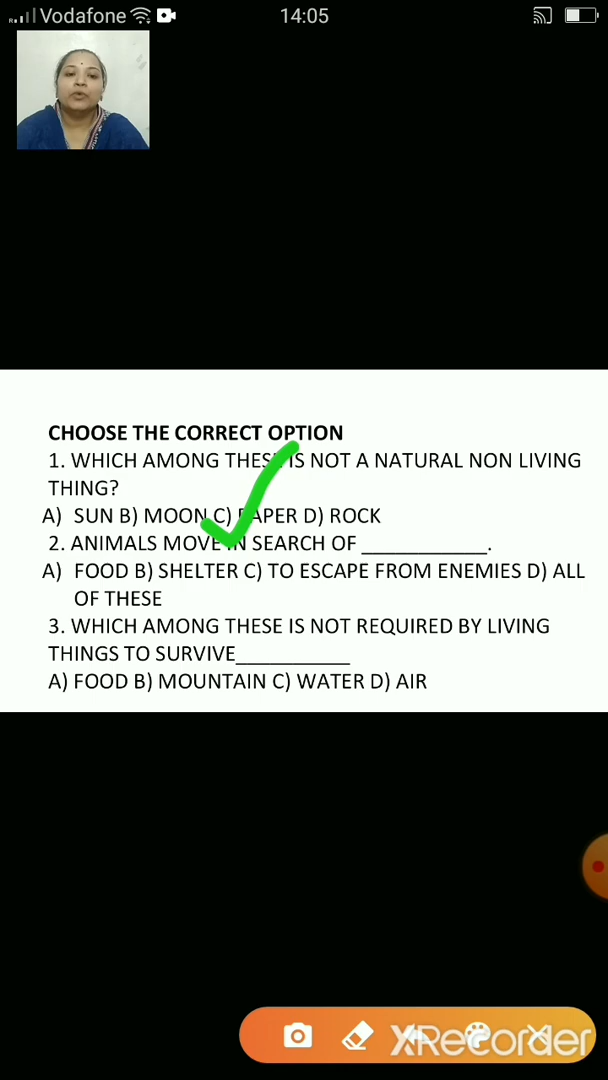 Vodafone 14:05
CHOOSE THE CORRECT OPTION
1. WHICH AMONG THESE IS NOT A NATURAL NON LIVING
THING?
A) SUN B) MOON C) PAPER D) ROCK
2. ANIMALS MOVE IN SEARCH OF ____________.
A) FOOD B) SHELTER C) TO ESCAPE FROM ENEMIES D) ALL
OF THESE
3. WHICH AMONG THESE IS NOT REQUIRED BY LIVING
THINGS TO SURVIVE___________
A) FOOD B) MOUNTAIN C) WATER D) AIR
XRecorder